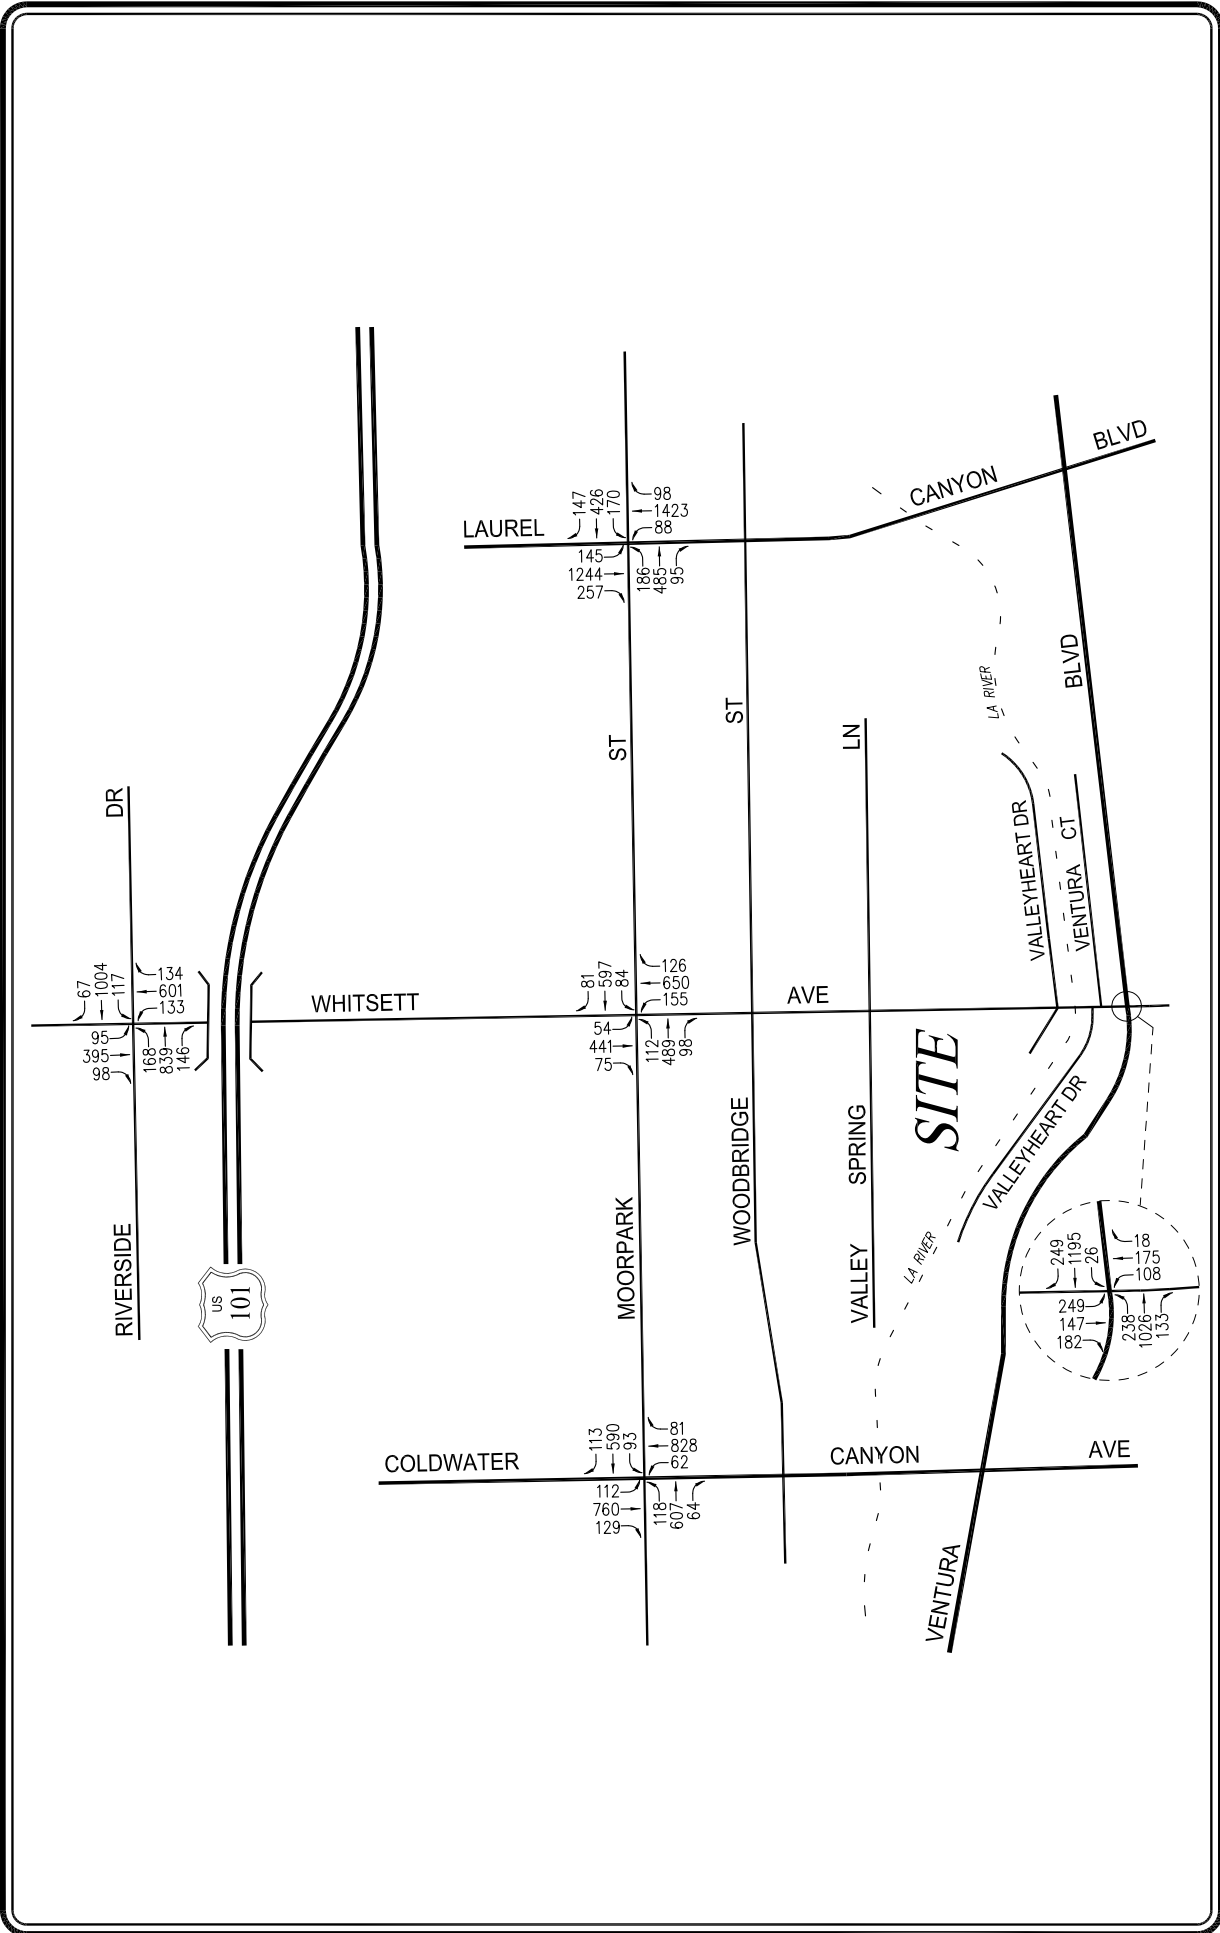 BLVD
CANYON
LAUREL
147
426
170
98
1423
88
145
1244
257
186
485
95
BLVD
LA RIVER
ST
ST
LN
DR
VALLEYHEART DR
VENTURA CT
67
1004
117
134
601
133
95
395
98
168
839
146
WHITSETT
AVE
81
597
84
126
650
155
54
441
75
112
489
98
SITE
RIVERSIDE
US
101
MOORPARK
WOODBRIDGE
VALLEY SPRING
VALLEYHEART DR
LA RIVER
249
1195
26
18
175
108
249
147
182
238
1026
133
COLDWATER
CANYON
AVE
113
590
93
81
828
62
112
760
129
118
607
64
VENTURA